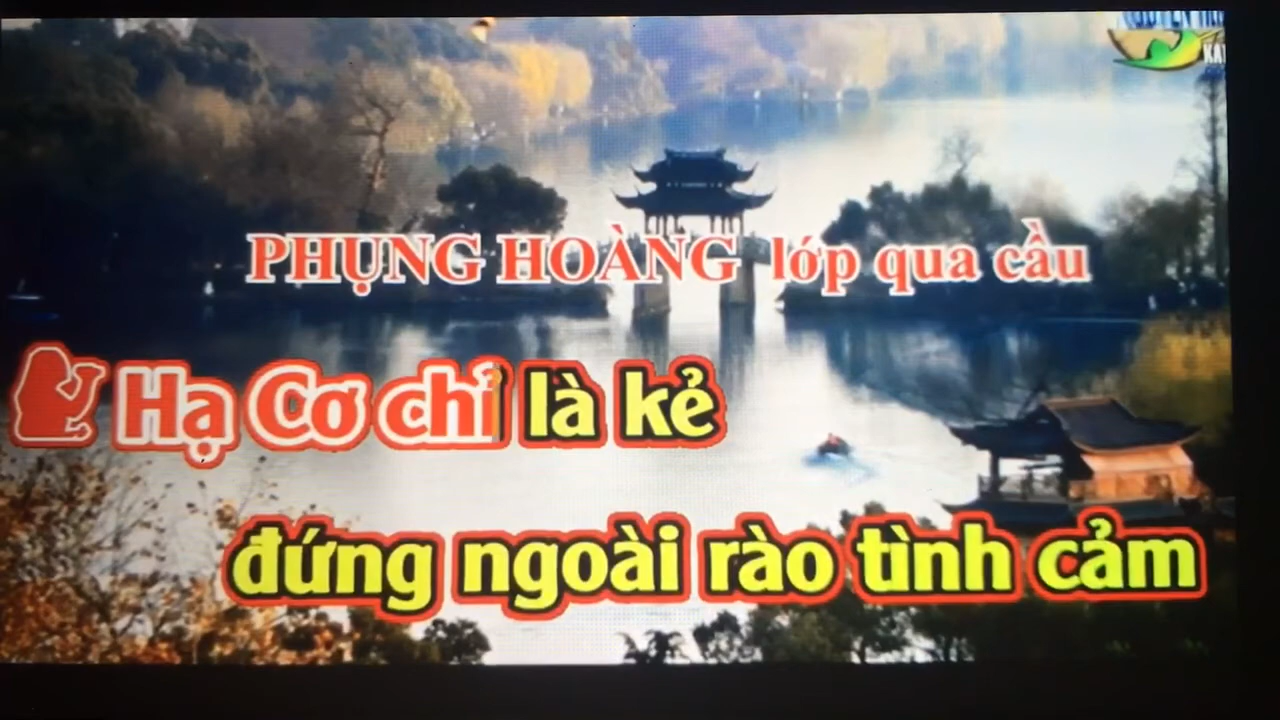 PHỤNG HOÀNG lớp qua cầu
Hạ Cơ chỉ là kẻ
đứng ngoài rào tình cảm